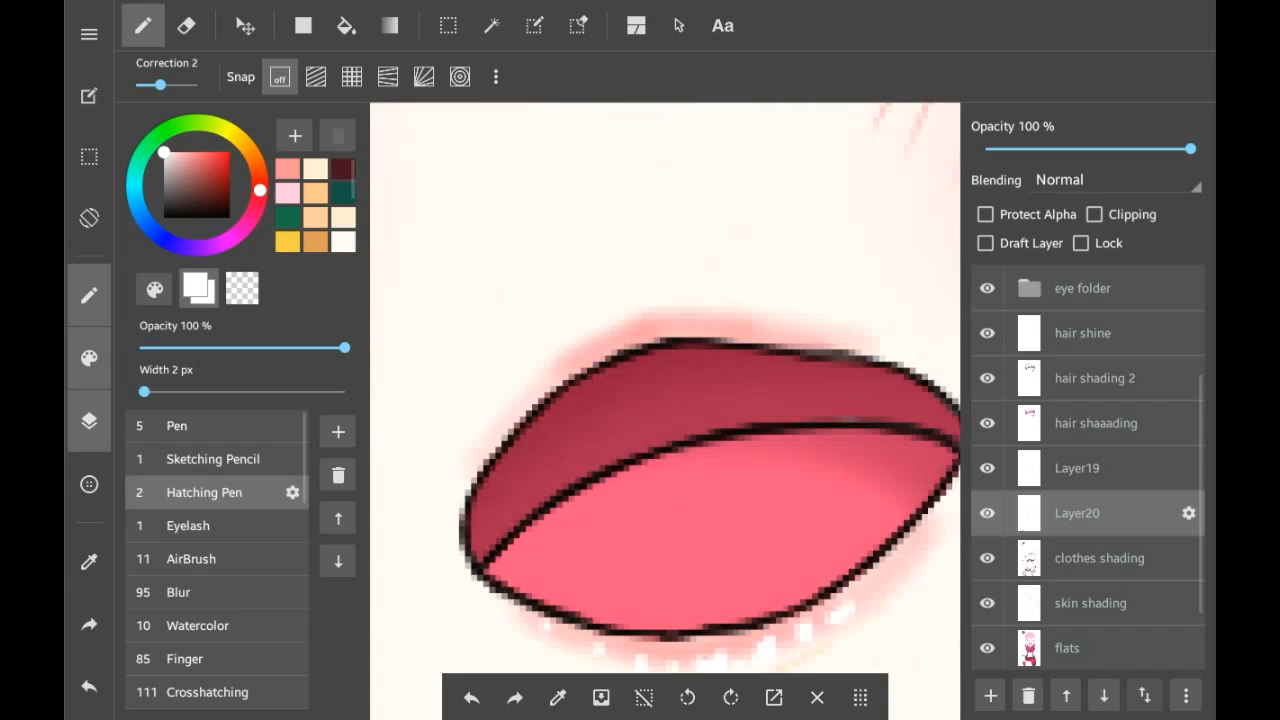 Aa
Correction 2
Snap
off
Opacity 100 %
Width 2 px
5 Pen
1 Sketching Pencil
2 Hatching Pen
1 Eyelash
11 AirBrush
95 Blur
10 Watercolor
85 Finger
111 Crosshatching
Opacity 100 %
Blending Normal
Protect Alpha Clipping
Draft Layer Lock
eye folder
hair shine
hair shading 2
hair shaaading
Layer19
Layer20
clothes shading
skin shading
flats